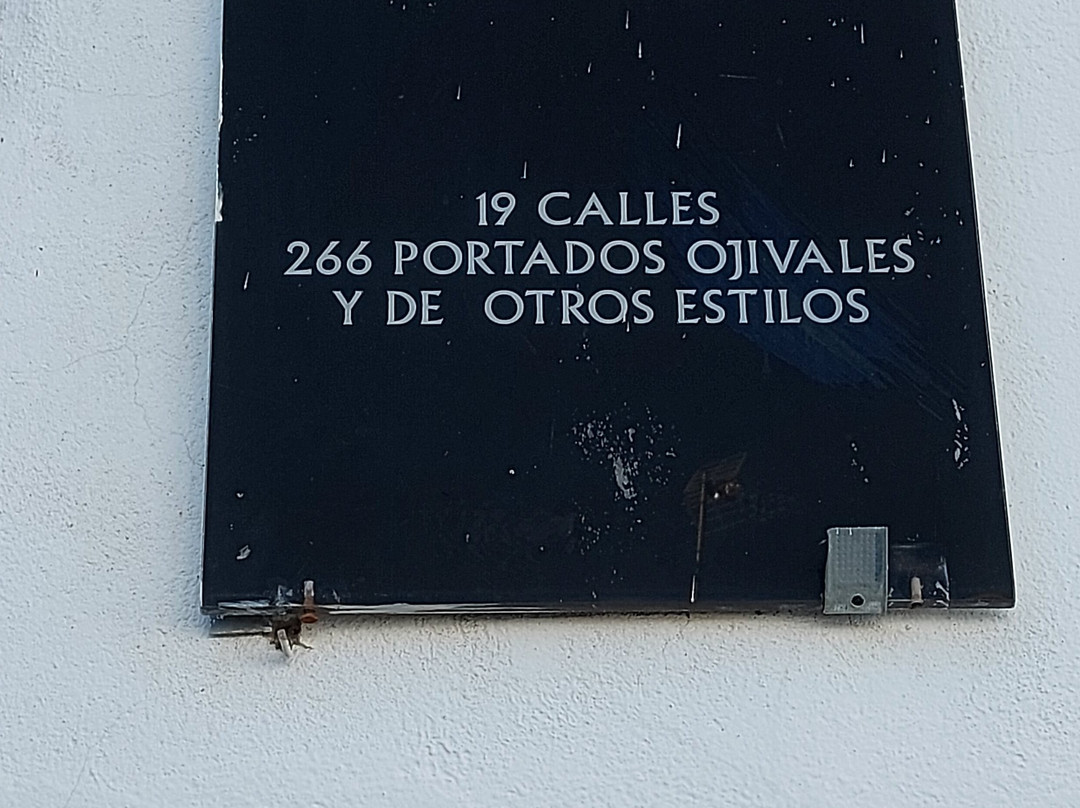 19 CALLES
266 PORTADOS OJIVALES
Y DE OTROS ESTILOS